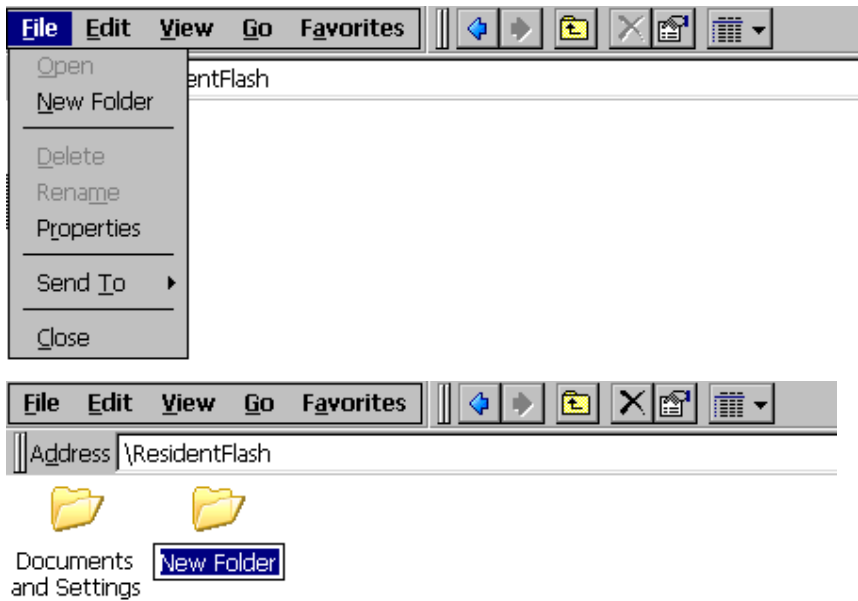 File Edit View Go Favorites
Open
entFlash
New Folder
Delete
Rename
Properties
Send To
Close
File Edit View Go Favorites
Address \ResidentFlash
Documents
and Settings
New Folder